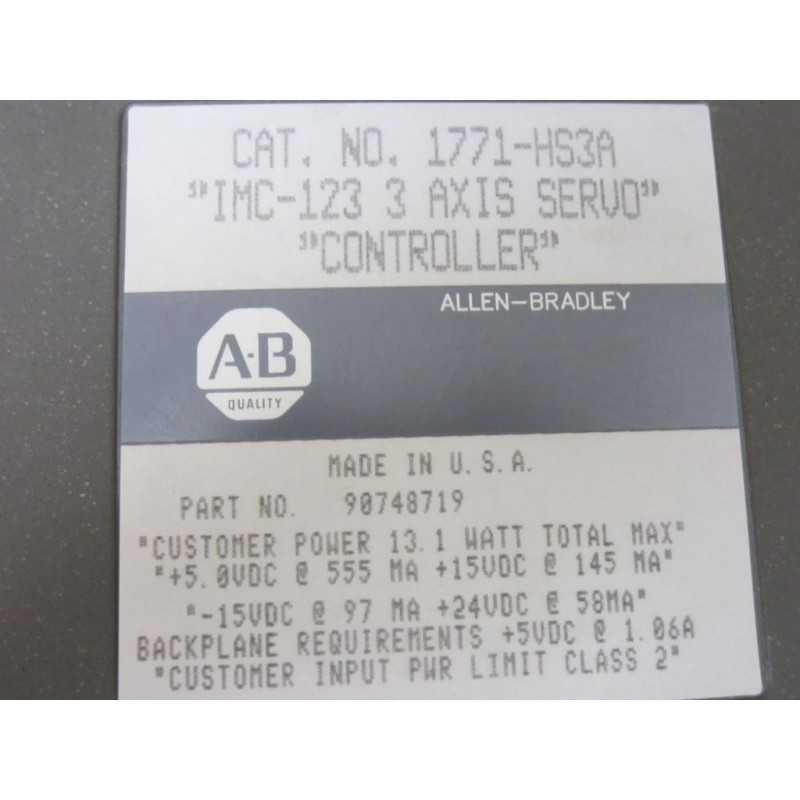 CAT. NO. 1771-HS3A
"IMC-123 3 AXIS SERVO"
"CONTROLLER"
ALLEN-BRADLEY
A-B
QUALITY
MADE IN U.S.A.
PART NO. 90748719
"CUSTOMER POWER 13.1 WATT TOTAL MAX"
"+5.0VDC @ 555 MA +15VDC @ 145 MA"
"-15VDC @ 97 MA +24VDC @ 58MA"
BACKPLANE REQUIREMENTS +5VDC @ 1.06A
"CUSTOMER INPUT PWR LIMIT CLASS 2"